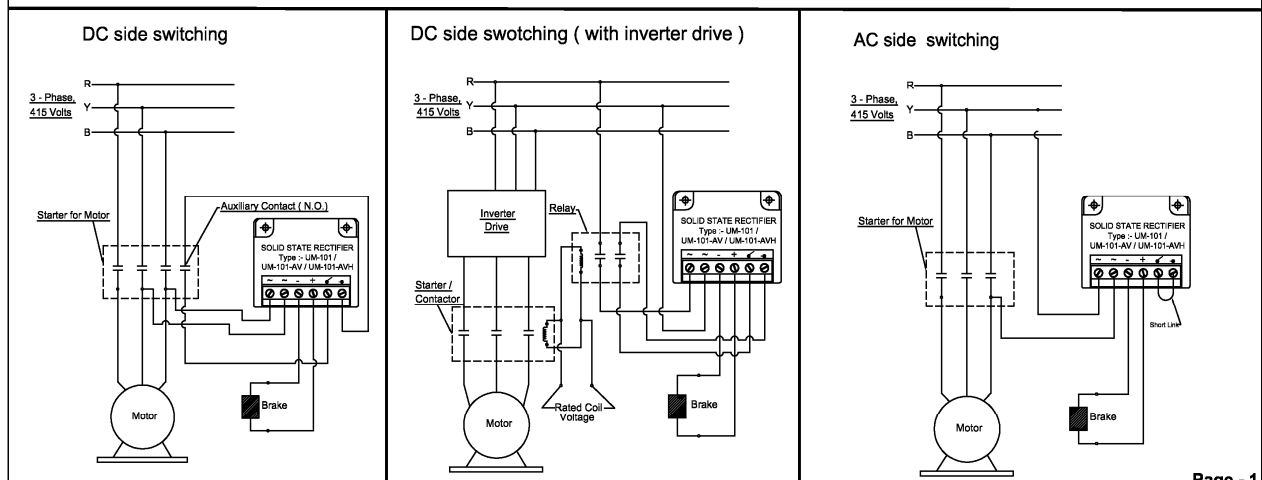 DC side switching
R
3 - Phase,
415 Volts
Y
B
Starter for Motor
Auxiliary Contact ( N.O.)
SOLID STATE RECTIFIER
Type :- UM-101 /
UM-101-AV / UM-101-AVH
~ ~ - +
Motor
Brake
DC side swotching ( with inverter drive )
R
3 - Phase,
415 Volts
Y
B
Inverter
Drive
Relay
SOLID STATE RECTIFIER
Type :- UM-101 /
UM-101-AV / UM-101-AVH
~ ~ - +
Starter /
Contactor
Rated Coil
Voltage
Motor
Brake
AC side switching
R
3 - Phase,
415 Volts
Y
B
Starter for Motor
SOLID STATE RECTIFIER
Type :- UM-101 /
UM-101-AV / UM-101-AVH
~ ~ - +
Short Link
Motor
Brake
Page - 1